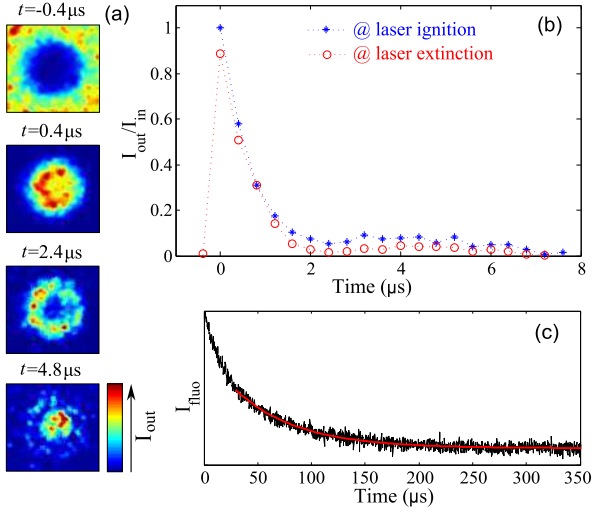 (a)
t=-0.4µs
t=0.4µs
t=2.4µs
t=4.8µs
I_out
(b)
@ laser ignition
@ laser extinction
I_out/I_in
1
0.8
0.6
0.4
0.2
0
0 2 4 6 8
Time (µs)
(c)
I_fluo
0 50 100 150 200 250 300 350
Time (µs)